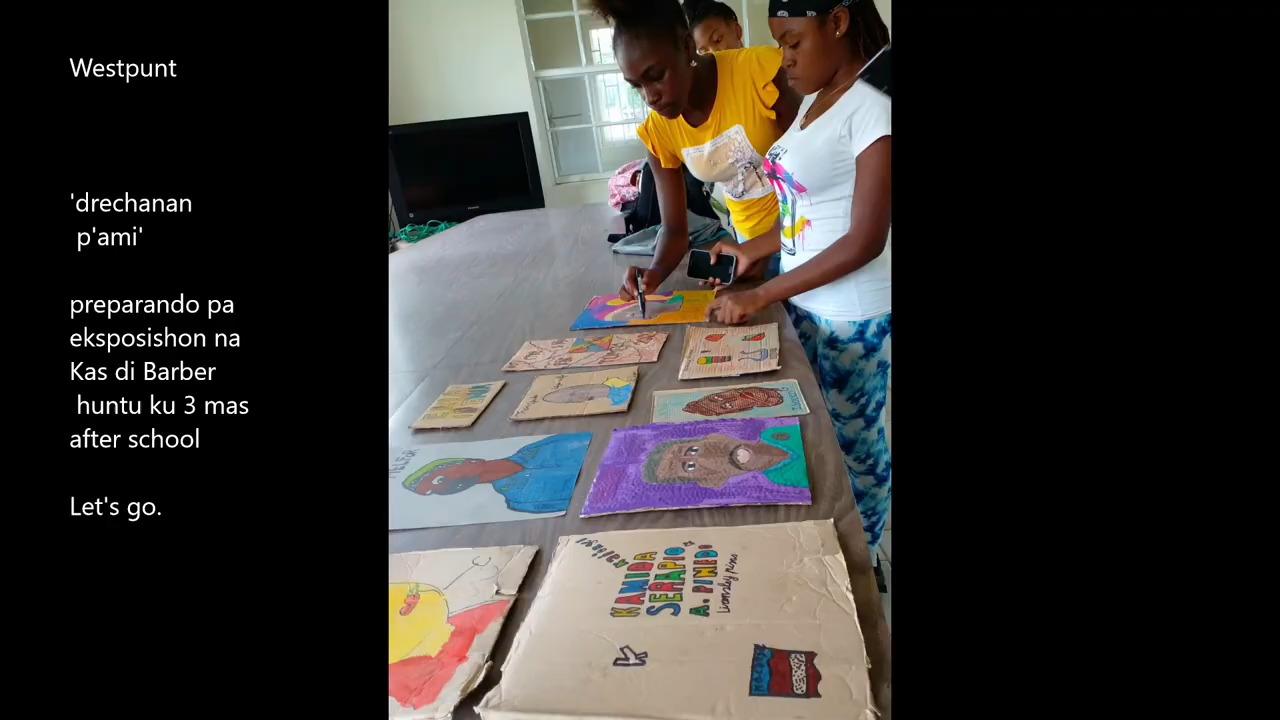 Westpunt
'drechanan
p'ami'
preparando pa
eksposishon na
Kas di Barber
huntu ku 3 mas
after school
Let's go.
KAMIDA
SERAPIO
A. PINEDO